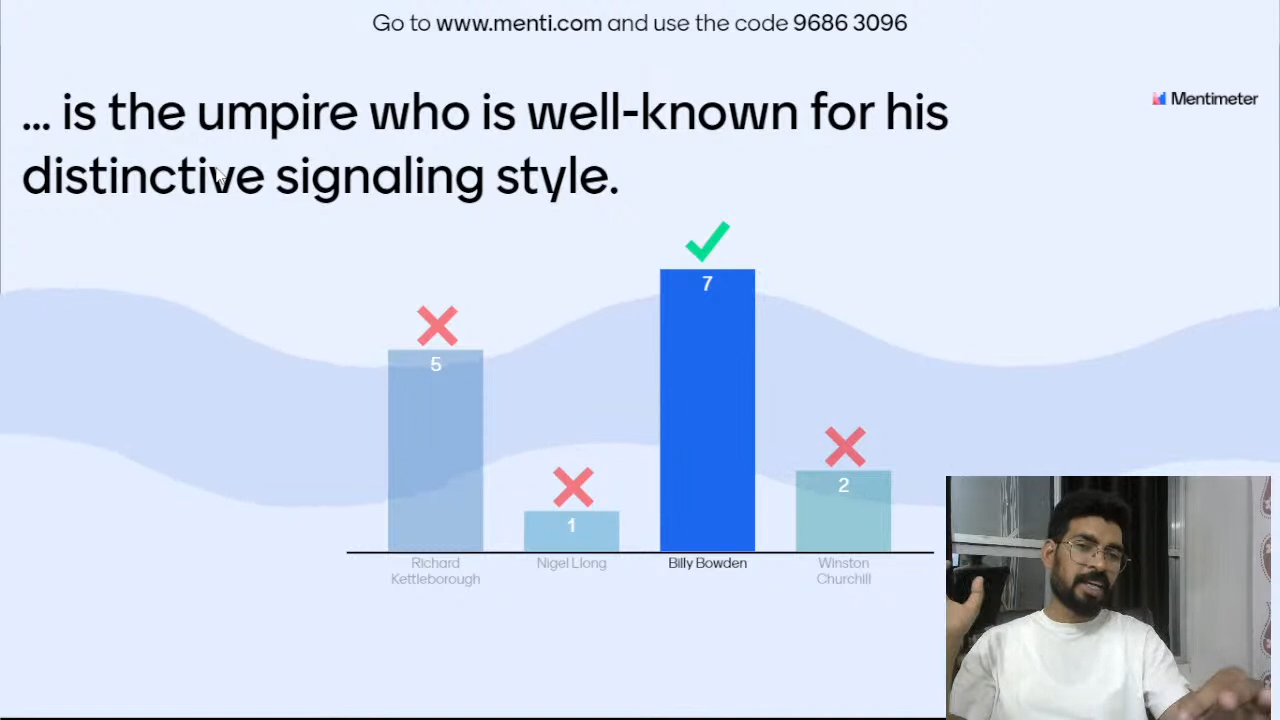 Go to www.menti.com and use the code 9686 3096
Mentimeter
... is the umpire who is well-known for his
distinctive signaling style.
5
1
7
2
Richard
Kettleborough
Nigel Llong
Billy Bowden
Winston
Churchill